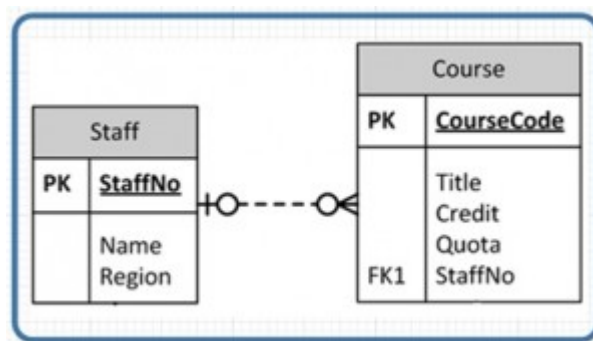 Staff
PK StaffNo
Name
Region
Course
PK CourseCode
Title
Credit
Quota
FK1 StaffNo